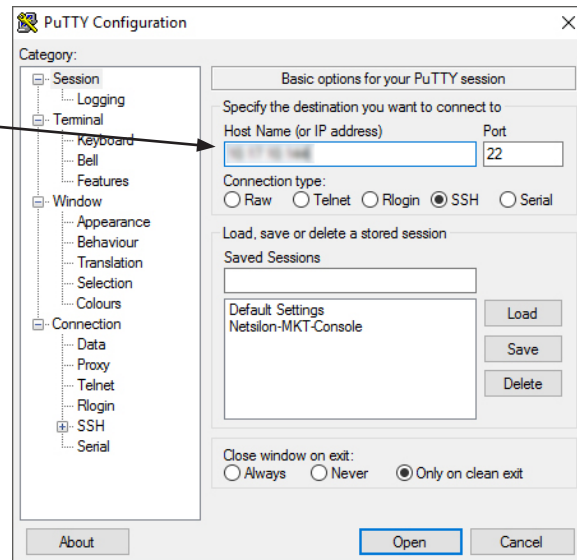 PuTTY Configuration
Category:
Session
Logging
Terminal
Keyboard
Bell
Features
Window
Appearance
Behaviour
Translation
Selection
Colours
Connection
Data
Proxy
Telnet
Rlogin
SSH
Serial
Basic options for your PuTTY session
Specify the destination you want to connect to
Host Name (or IP address) Port
22
Connection type:
Raw Telnet Rlogin SSH Serial
Load, save or delete a stored session
Saved Sessions
Default Settings
Netsilon-MKT-Console
Load
Save
Delete
Close window on exit:
Always Never Only on clean exit
About Open Cancel